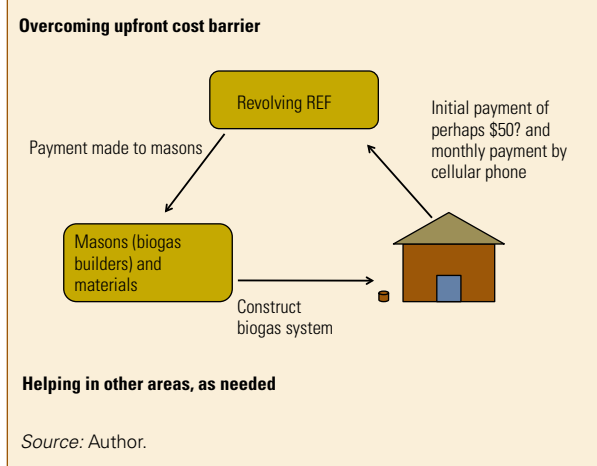 Overcoming upfront cost barrier
Revolving REF
Initial payment of
perhaps $50? and
monthly payment by
cellular phone
Payment made to masons
Masons (biogas
builders) and
materials
Construct
biogas system
Helping in other areas, as needed
Source: Author.